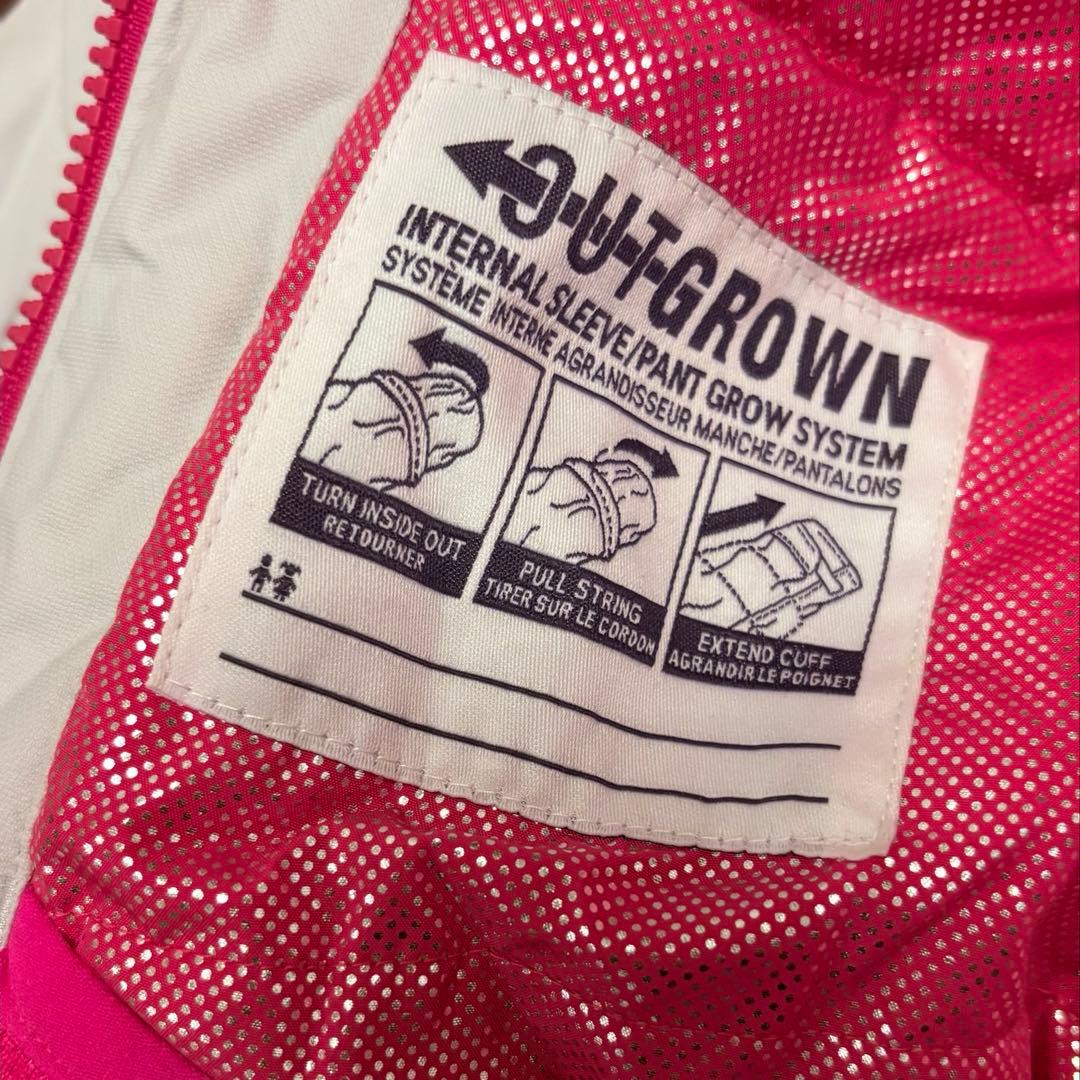 O-U-T-GROWN
INTERNAL SLEEVE/PANT GROW SYSTEM
SYSTÈME INTERNE AGRANDISSEUR MANCHE/PANTALONS
TURN INSIDE OUT
RETOURNER
PULL STRING
TIRER SUR LE CORDON
EXTEND CUFF
AGRANDIR LE POIGNET